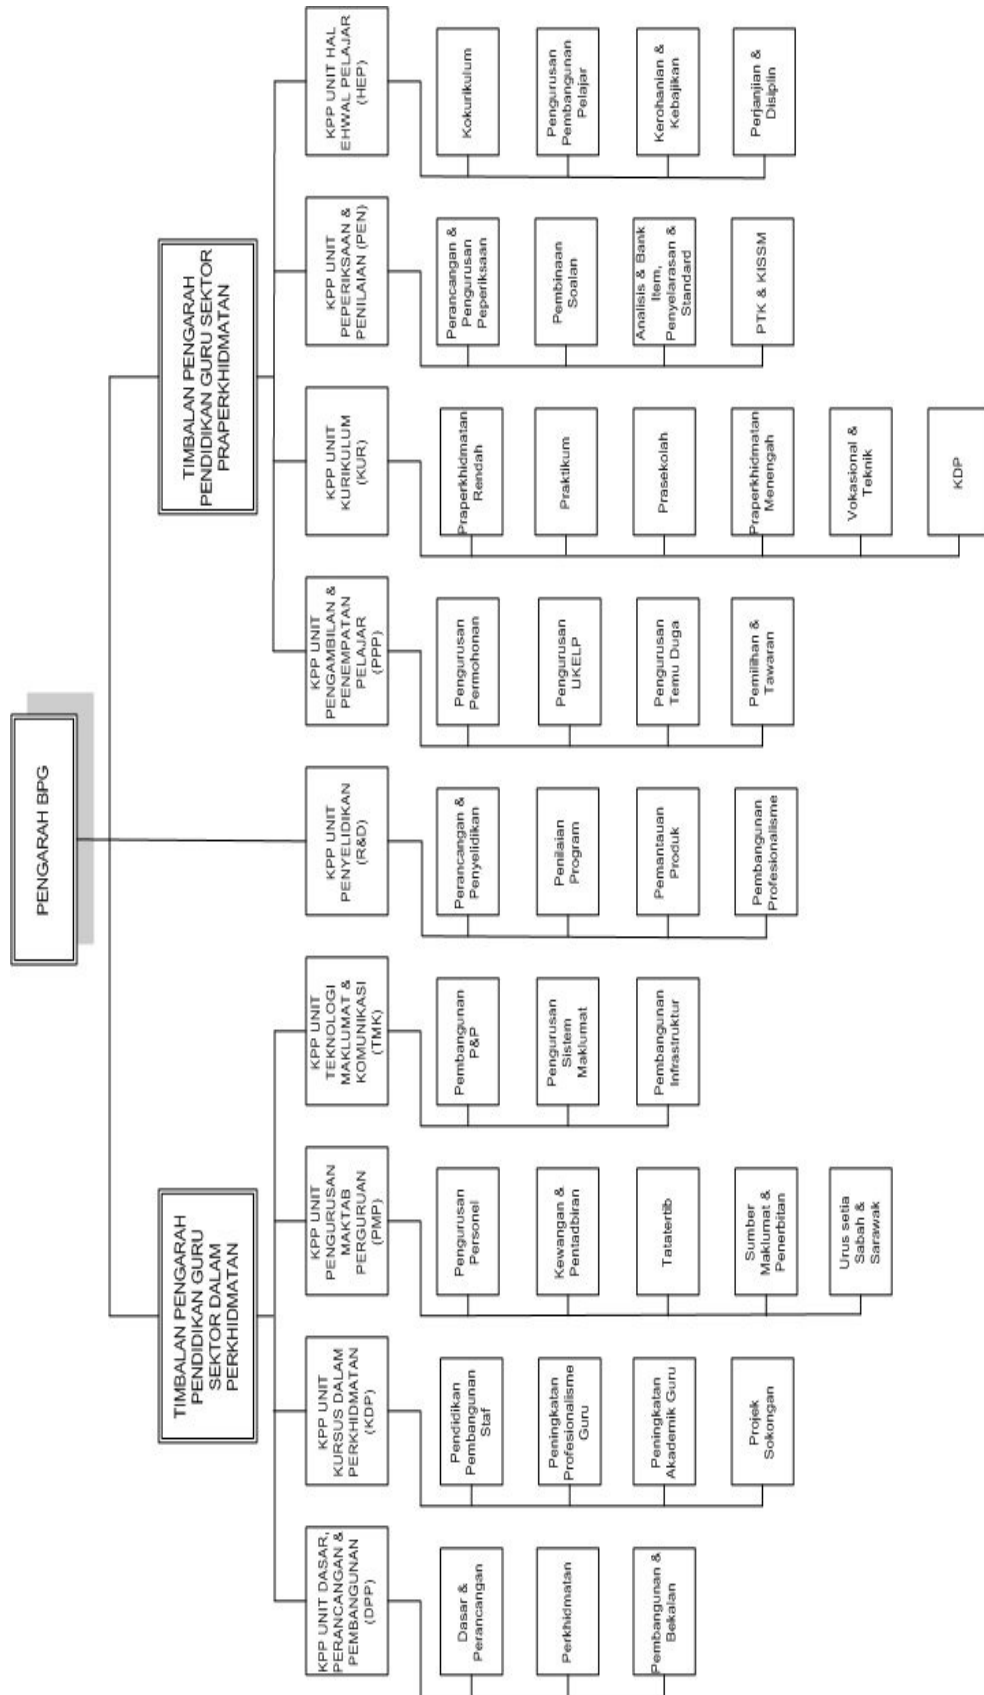 PENGARAH BPG
TIMBALAN PENGARAH
PENDIDIKAN GURU
SEKTOR DALAM
PERKHIDMATAN
TIMBALAN PENGARAH
PENDIDIKAN GURU SEKTOR
PRAPERKHIDMATAN
KPP UNIT DASAR,
PERANCANGAN &
PEMBANGUNAN
(DPP)
KPP UNIT
KURSUS DALAM
PERKHIDMATAN
(KDP)
KPP UNIT
PENGURUSAN
MAKTAB
PERGURUAN
(PMP)
KPP UNIT
TEKNOLOGI
MAKLUMAT &
KOMUNIKASI
(TMK)
KPP UNIT
PENYELIDIKAN
(R&D)
KPP UNIT
PENGAMBILAN &
PENEMPATAN
PELAJAR
(PPP)
KPP UNIT
KURIKULUM
(KUR)
KPP UNIT
PEPERIKSAAN &
PENILAIAN (PEN)
KPP UNIT HAL
EHWAL PELAJAR
(HEP)
Dasar &
Perancangan
Perkhidmatan
Pembangunan &
Bekalan
Pendidikan
Pembangunan
Staf
Peningkatan
Profesionalisme
Guru
Peningkatan
Akademik Guru
Projek
Sokongan
Pengurusan
Personel
Kewangan &
Pentadbiran
Tatatertib
Sumber
Maklumat &
Penerbitan
Urus setia
Sabah &
Sarawak
Pembangunan
P&P
Pengurusan
Sistem
Maklumat
Pembangunan
Infrastruktur
Perancangan &
Penyelidikan
Penilaian
Program
Pemantauan
Produk
Pembangunan
Profesionalisme
Pengurusan
Permohonan
Pengurusan
UKELP
Pengurusan
Temu Duga
Pemilihan &
Tawaran
Praperkhidmatan
Rendah
Praktikum
Prasekolah
Praperkhidmatan
Menengah
Vokasional &
Teknik
KDP
Perancangan &
Pengurusan
Peperiksaan
Pembinaan
Soalan
Analisis & Bank
Item,
Penyelarasan &
Standard
PTK & KISSM
Kokurikulum
Pengurusan
Pembangunan
Pelajar
Kerohanian &
Kebajikan
Perjanjian &
Disiplin